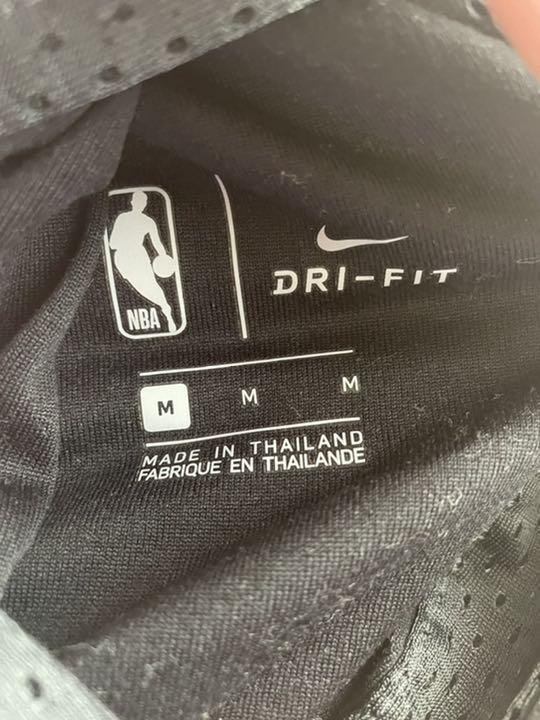 NBA
DRI-FIT
M M M
MADE IN THAILAND
FABRIQUE EN THAILANDE